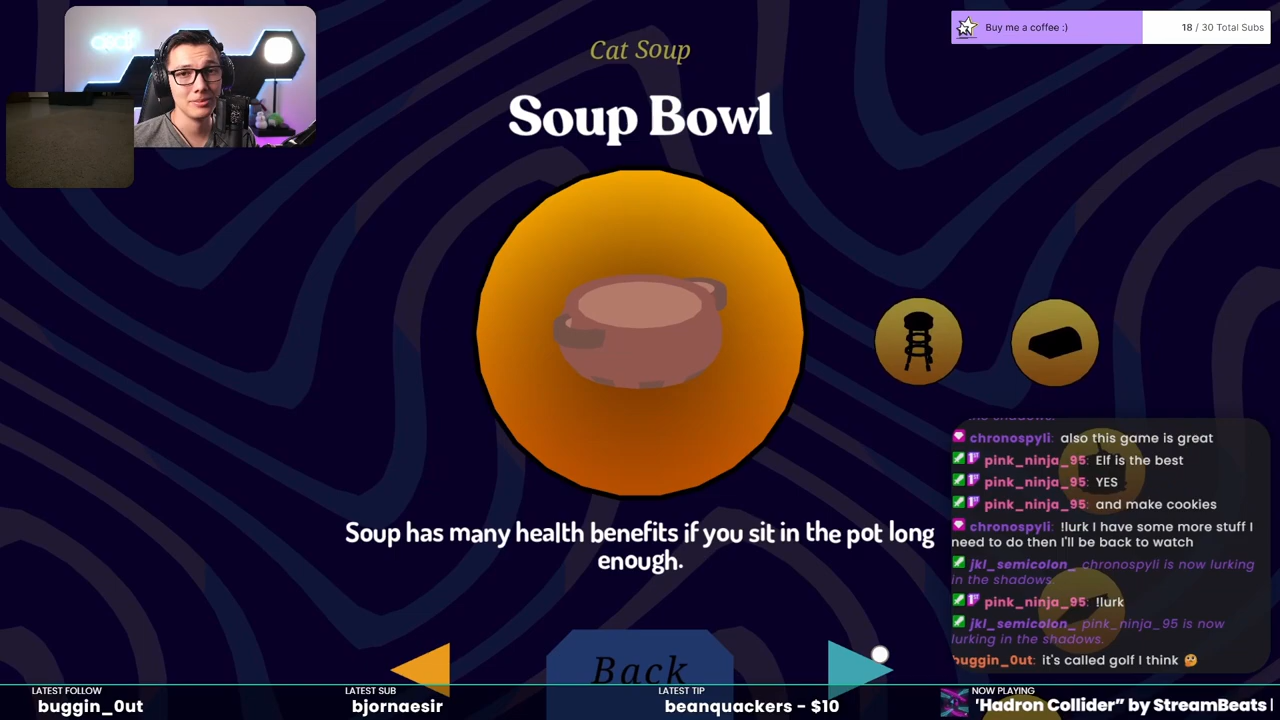 Cat Soup
Soup Bowl
Buy me a coffee :)
18 / 30 Total Subs
Soup has many health benefits if you sit in the pot long
enough.
Back
chronospyli: also this game is great
pink_ninja_95: Elf is the best
pink_ninja_95: YES
pink_ninja_95: and make cookies
chronospyli: !lurk I have some more stuff I
need to do then I'll be back to watch
jkl_semicolon_ chronospyli is now lurking
in the shadows.
pink_ninja_95: !lurk
jkl_semicolon_ pink_ninja_95 is now
lurking in the shadows.
buggin_0ut: it's called golf I think 🤔
LATEST FOLLOW
buggin_0ut
LATEST SUB
bjornaesir
LATEST TIP
beanquackers - $10
NOW PLAYING
'Hadron Collider" by StreamBeats